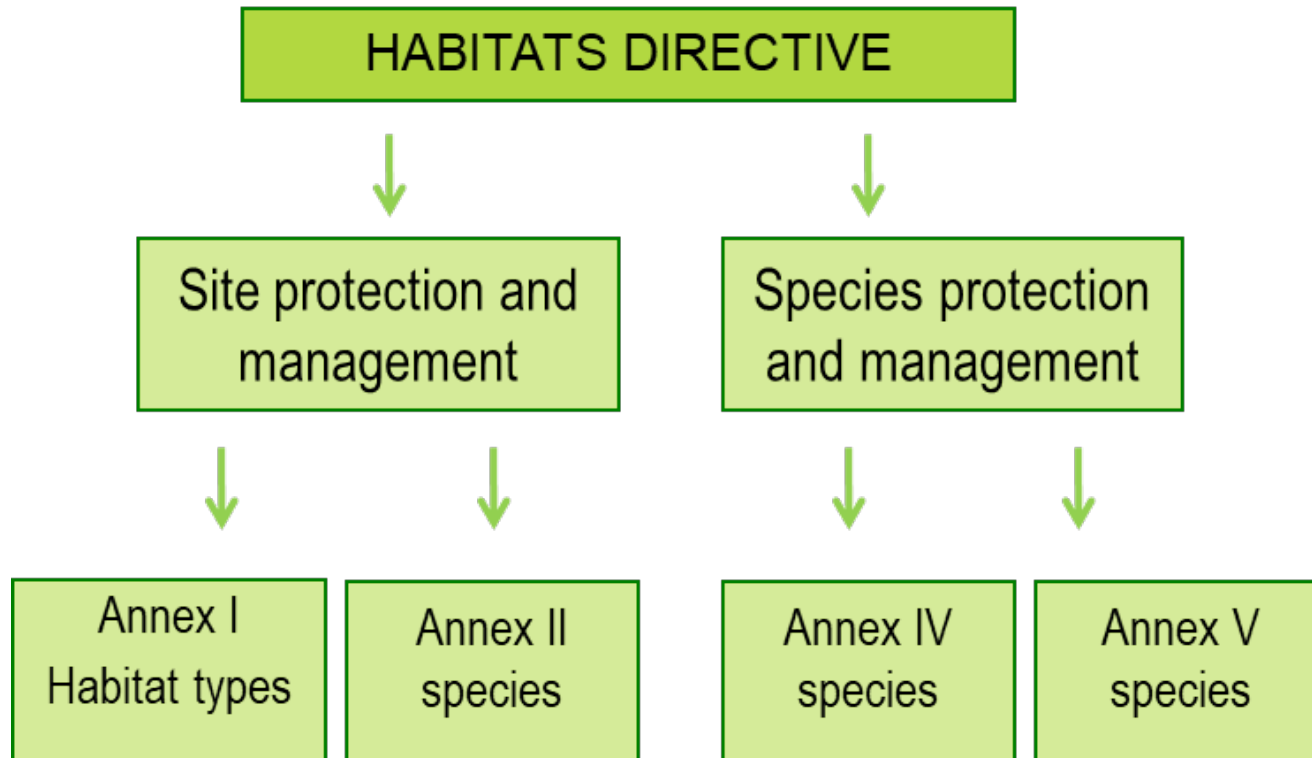 HABITATS DIRECTIVE
Site protection and
management
Species protection
and management
Annex I
Habitat types
Annex II
species
Annex IV
species
Annex V
species